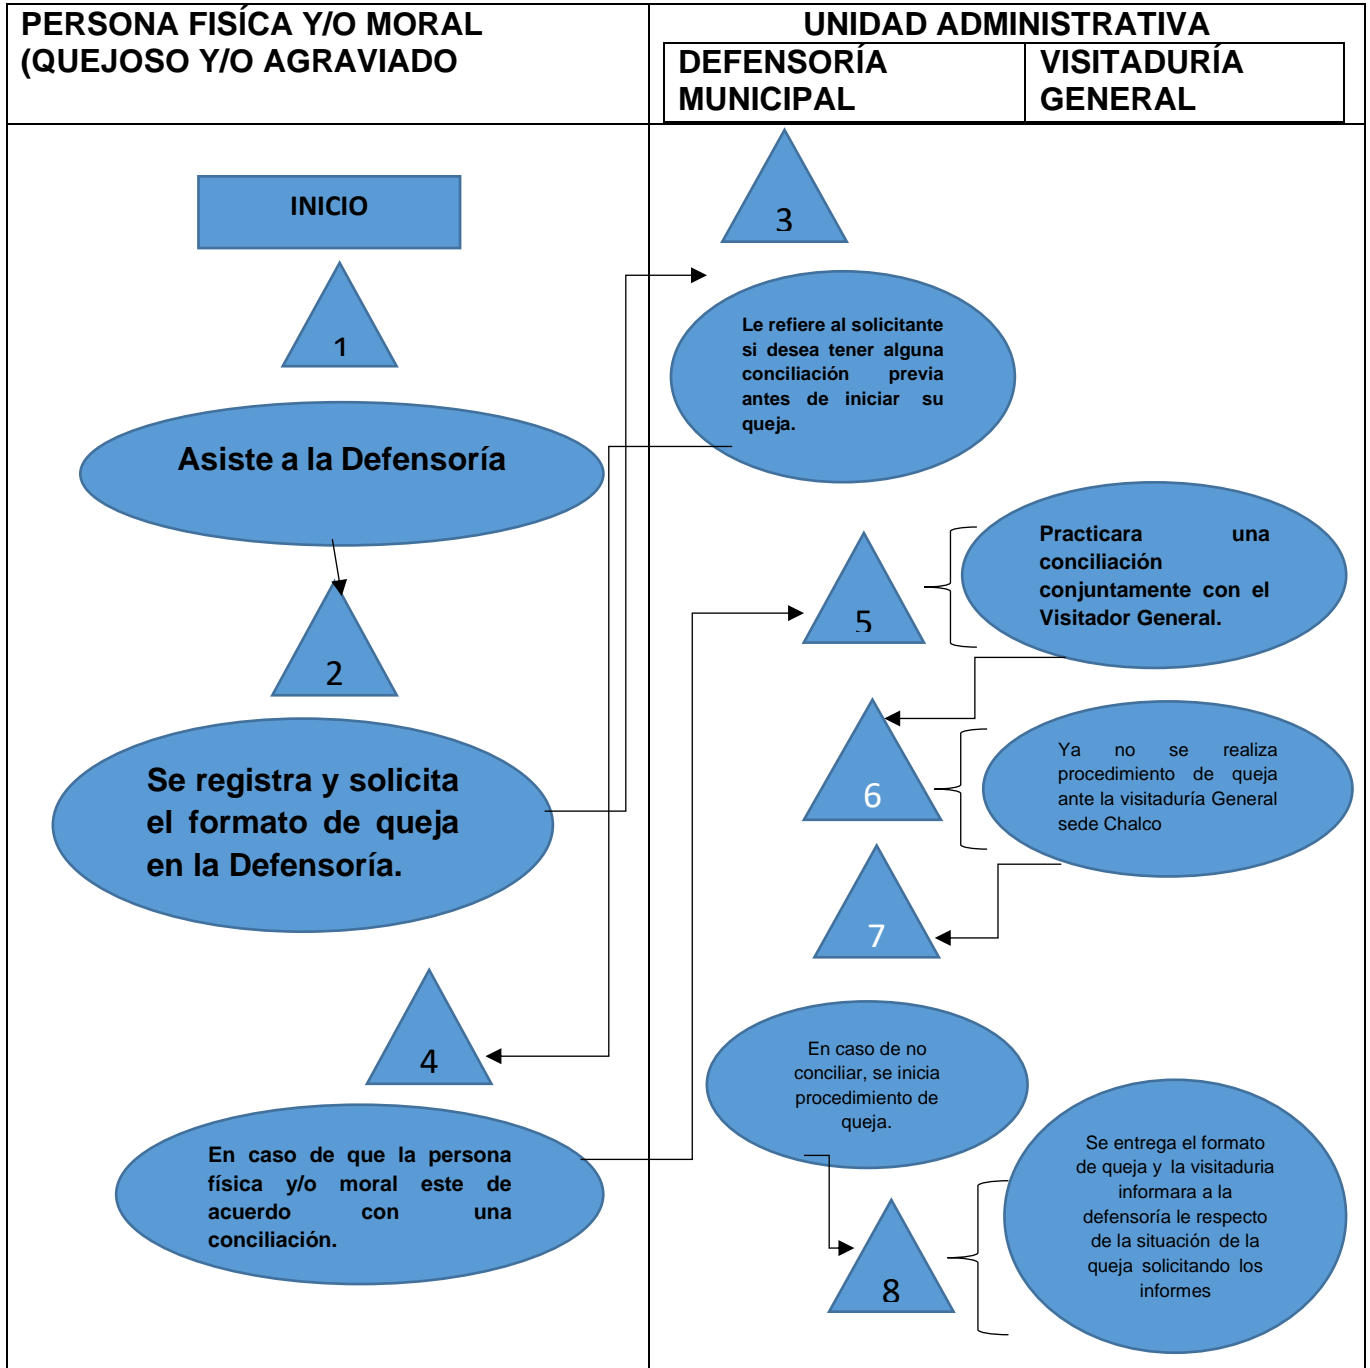 PERSONA FISÍCA Y/O MORAL
(QUEJOSO Y/O AGRAVIADO
UNIDAD ADMINISTRATIVA
DEFENSORÍA
MUNICIPAL
VISITADURÍA
GENERAL
INICIO
1
Asiste a la Defensoría
2
Se registra y solicita
el formato de queja
en la Defensoría.
3
Le refiere al solicitante
si desea tener alguna
conciliación previa
antes de iniciar su
queja.
4
En caso de que la persona
física y/o moral este de
acuerdo con una
conciliación.
5
Practicara una
conciliación
conjuntamente con el
Visitador General.
6
Ya no se realiza
procedimiento de queja
ante la visitaduría General
sede Chalco
7
En caso de no
conciliar, se inicia
procedimiento de
queja.
8
Se entrega el formato
de queja y la visitaduria
informara a la
defensoría le respecto
de la situación de la
queja solicitando los
informes